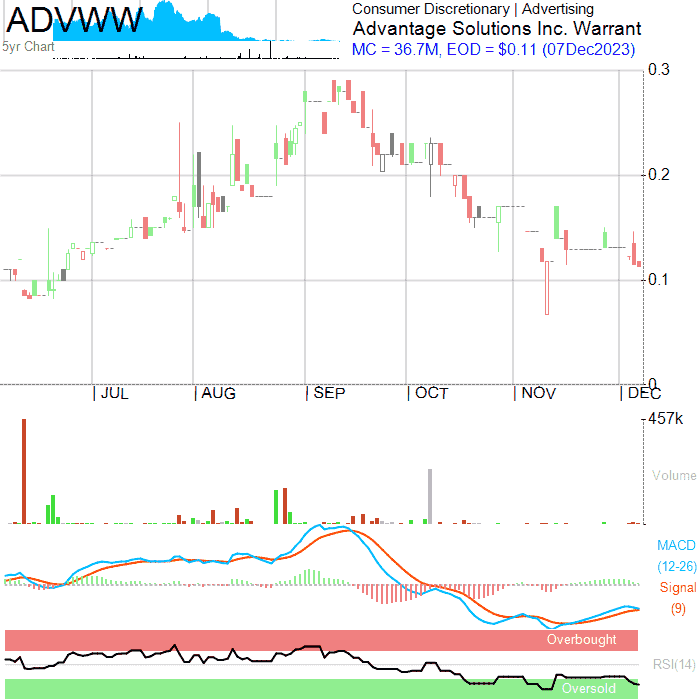 ADVWW
5yr Chart
Consumer Discretionary | Advertising
Advantage Solutions Inc. Warrant
MC = 36.7M, EOD = $0.11 (07Dec2023)
0.3
0.2
0.1
0
JUL AUG SEP OCT NOV DEC
457k
Volume
MACD
(12-26)
Signal
(9)
Overbought
RSI(14)
Oversold